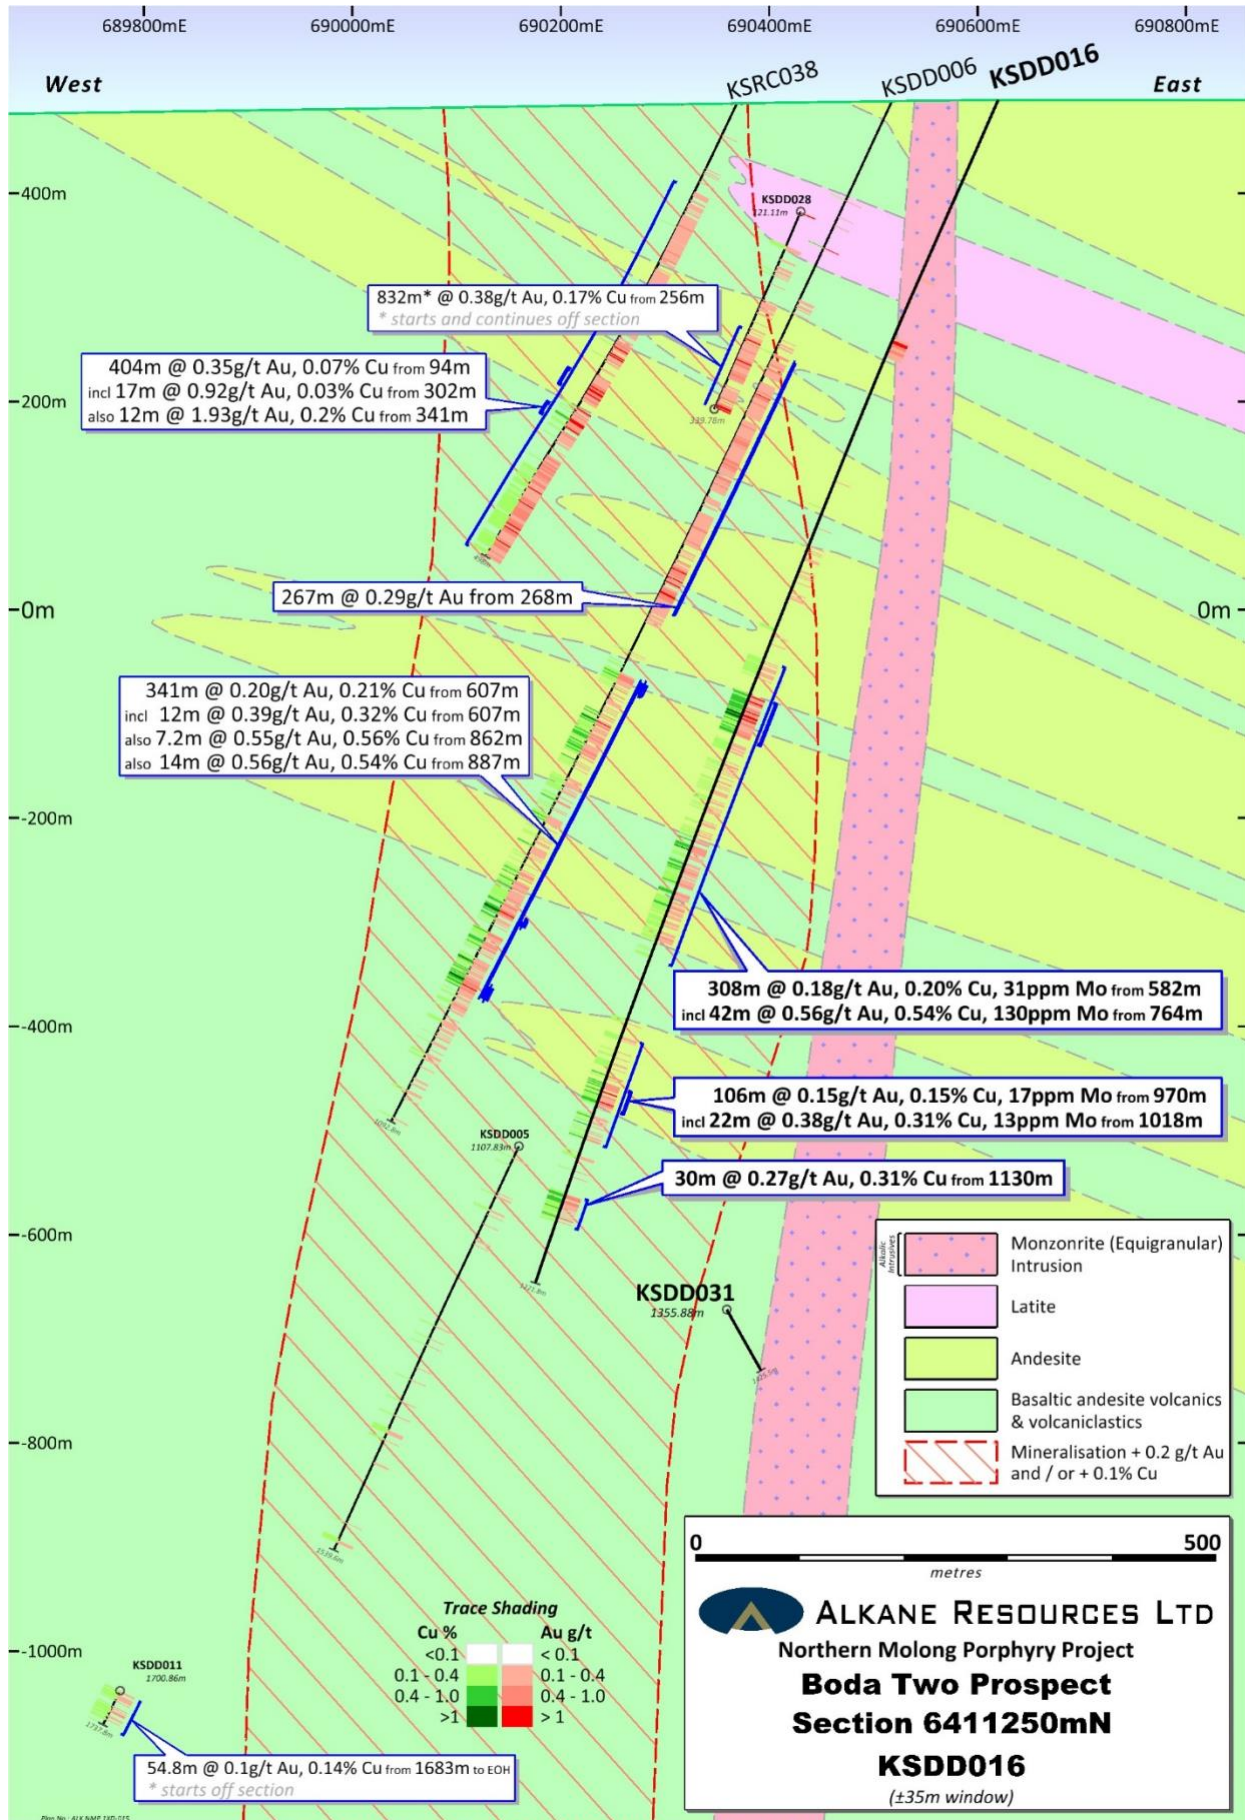 689800mE
690000mE
690200mE
690400mE
690600mE
690800mE
West
KSRC038
KSDD006
KSDD016
East
400m
KSDD028
121.11m
832m* @ 0.38g/t Au, 0.17% Cu from 256m
* starts and continues off section
404m @ 0.35g/t Au, 0.07% Cu from 94m
incl 17m @ 0.92g/t Au, 0.03% Cu from 302m
also 12m @ 1.93g/t Au, 0.2% Cu from 341m
200m
339.78m
267m @ 0.29g/t Au from 268m
0m
0m
341m @ 0.20g/t Au, 0.21% Cu from 607m
incl 12m @ 0.39g/t Au, 0.32% Cu from 607m
also 7.2m @ 0.55g/t Au, 0.56% Cu from 862m
also 14m @ 0.56g/t Au, 0.54% Cu from 887m
-200m
308m @ 0.18g/t Au, 0.20% Cu, 31ppm Mo from 582m
incl 42m @ 0.56g/t Au, 0.54% Cu, 130ppm Mo from 764m
-400m
106m @ 0.15g/t Au, 0.15% Cu, 17ppm Mo from 970m
incl 22m @ 0.38g/t Au, 0.31% Cu, 13ppm Mo from 1018m
KSDD005
1107.83m
30m @ 0.27g/t Au, 0.31% Cu from 1130m
-600m
KSDD031
1355.88m
Alkalic
Intrusives
Monzonrite (Equigranular)
Intrusion
Latite
Andesite
Basaltic andesite volcanics
& volcaniclastics
Mineralisation + 0.2 g/t Au
and / or + 0.1% Cu
-800m
0
500
metres
ALKANE RESOURCES LTD
Northern Molong Porphyry Project
Boda Two Prospect
Section 6411250mN
KSDD016
(±35m window)
Trace Shading
Cu %
Au g/t
<0.1
< 0.1
0.1 - 0.4
0.1 - 0.4
0.4 - 1.0
0.4 - 1.0
>1
> 1
-1000m
KSDD011
1700.86m
1737.8m
54.8m @ 0.1g/t Au, 0.14% Cu from 1683m to EOH
* starts off section